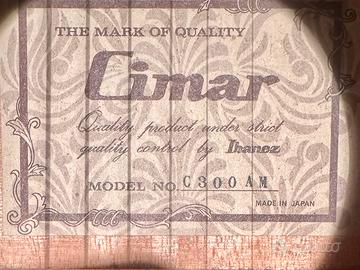 THE MARK OF QUALITY
Cimar
Quality product under strict
quality control by Ibanez
MODEL NO. C300AM
MADE IN JAPAN